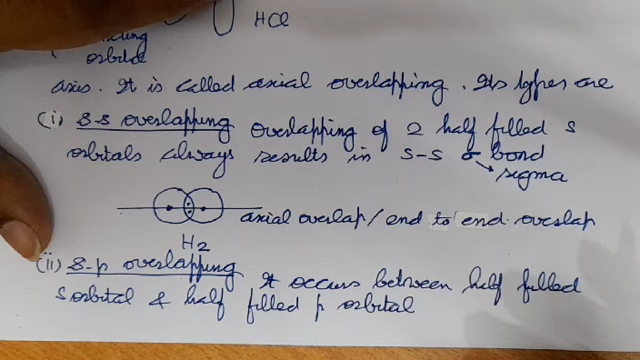 HCl
orbital
axis. It is called axial overlapping. Its types are
(i) s-s overlapping overlapping of 2 half filled s
orbitals always results in s-s σ bond
sigma
axial overlap/end to end overlap
H2
(ii) s-p overlapping It occurs between half filled
s orbital & half filled p orbital